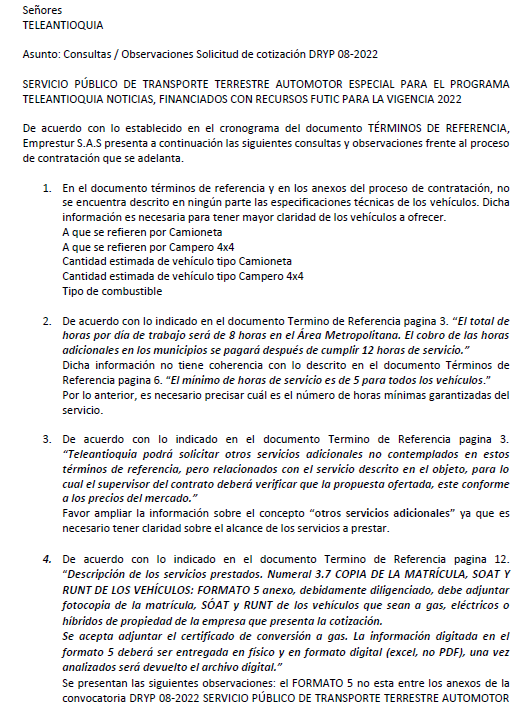 Señores
TELEANTIOQUIA
Asunto: Consultas / Observaciones Solicitud de cotización DRYP 08-2022
SERVICIO PÚBLICO DE TRANSPORTE TERRESTRE AUTOMOTOR ESPECIAL PARA EL PROGRAMA
TELEANTIOQUIA NOTICIAS, FINANCIADOS CON RECURSOS FUTIC PARA LA VIGENCIA 2022
De acuerdo con lo establecido en el cronograma del documento TÉRMINOS DE REFERENCIA,
Emprestur S.A.S presenta a continuación las siguientes consultas y observaciones frente al proceso
de contratación que se adelanta.
1. En el documento términos de referencia y en los anexos del proceso de contratación, no
se encuentra descrito en ningún parte las especificaciones técnicas de los vehículos. Dicha
información es necesaria para tener mayor claridad de los vehículos a ofrecer.
A que se refieren por Camioneta
A que se refieren por Campero 4x4
Cantidad estimada de vehículo tipo Camioneta
Cantidad estimada de vehículo tipo Campero 4x4
Tipo de combustible
2. De acuerdo con lo indicado en el documento Termino de Referencia pagina 3. “El total de
horas por día de trabajo será de 8 horas en el Área Metropolitana. El cobro de las horas
adicionales en los municipios se pagará después de cumplir 12 horas de servicio.”
Dicha información no tiene coherencia con lo descrito en el documento Términos de
Referencia pagina 6. “El mínimo de horas de servicio es de 5 para todos los vehículos.”
Por lo anterior, es necesario precisar cuál es el número de horas mínimas garantizadas del
servicio.
3. De acuerdo con lo indicado en el documento Termino de Referencia pagina 3.
“Teleantioquia podrá solicitar otros servicios adicionales no contemplados en estos
términos de referencia, pero relacionados con el servicio descrito en el objeto, para lo
cual el supervisor del contrato deberá verificar que la propuesta ofertada, este conforme
a los precios del mercado.”
Favor ampliar la información sobre el concepto “otros servicios adicionales” ya que es
necesario tener claridad sobre el alcance de los servicios a prestar.
4. De acuerdo con lo indicado en el documento Termino de Referencia pagina 12.
“Descripción de los servicios prestados. Numeral 3.7 COPIA DE LA MATRÍCULA, SOAT Y
RUNT DE LOS VEHÍCULOS: FORMATO 5 anexo, debidamente diligenciado, debe adjuntar
fotocopia de la matrícula, SÓAT y RUNT de los vehículos que sean a gas, eléctricos o
híbridos de propiedad de la empresa que presenta la cotización.
Se acepta adjuntar el certificado de conversión a gas. La información digitada en el
formato 5 deberá ser entregada en físico y en formato digital (excel, no PDF), una vez
analizados será devuelto el archivo digital.”
Se presentan las siguientes observaciones: el FORMATO 5 no esta entre los anexos de la
convocatoria DRYP 08-2022 SERVICIO PÚBLICO DE TRANSPORTE TERRESTRE AUTOMOTOR